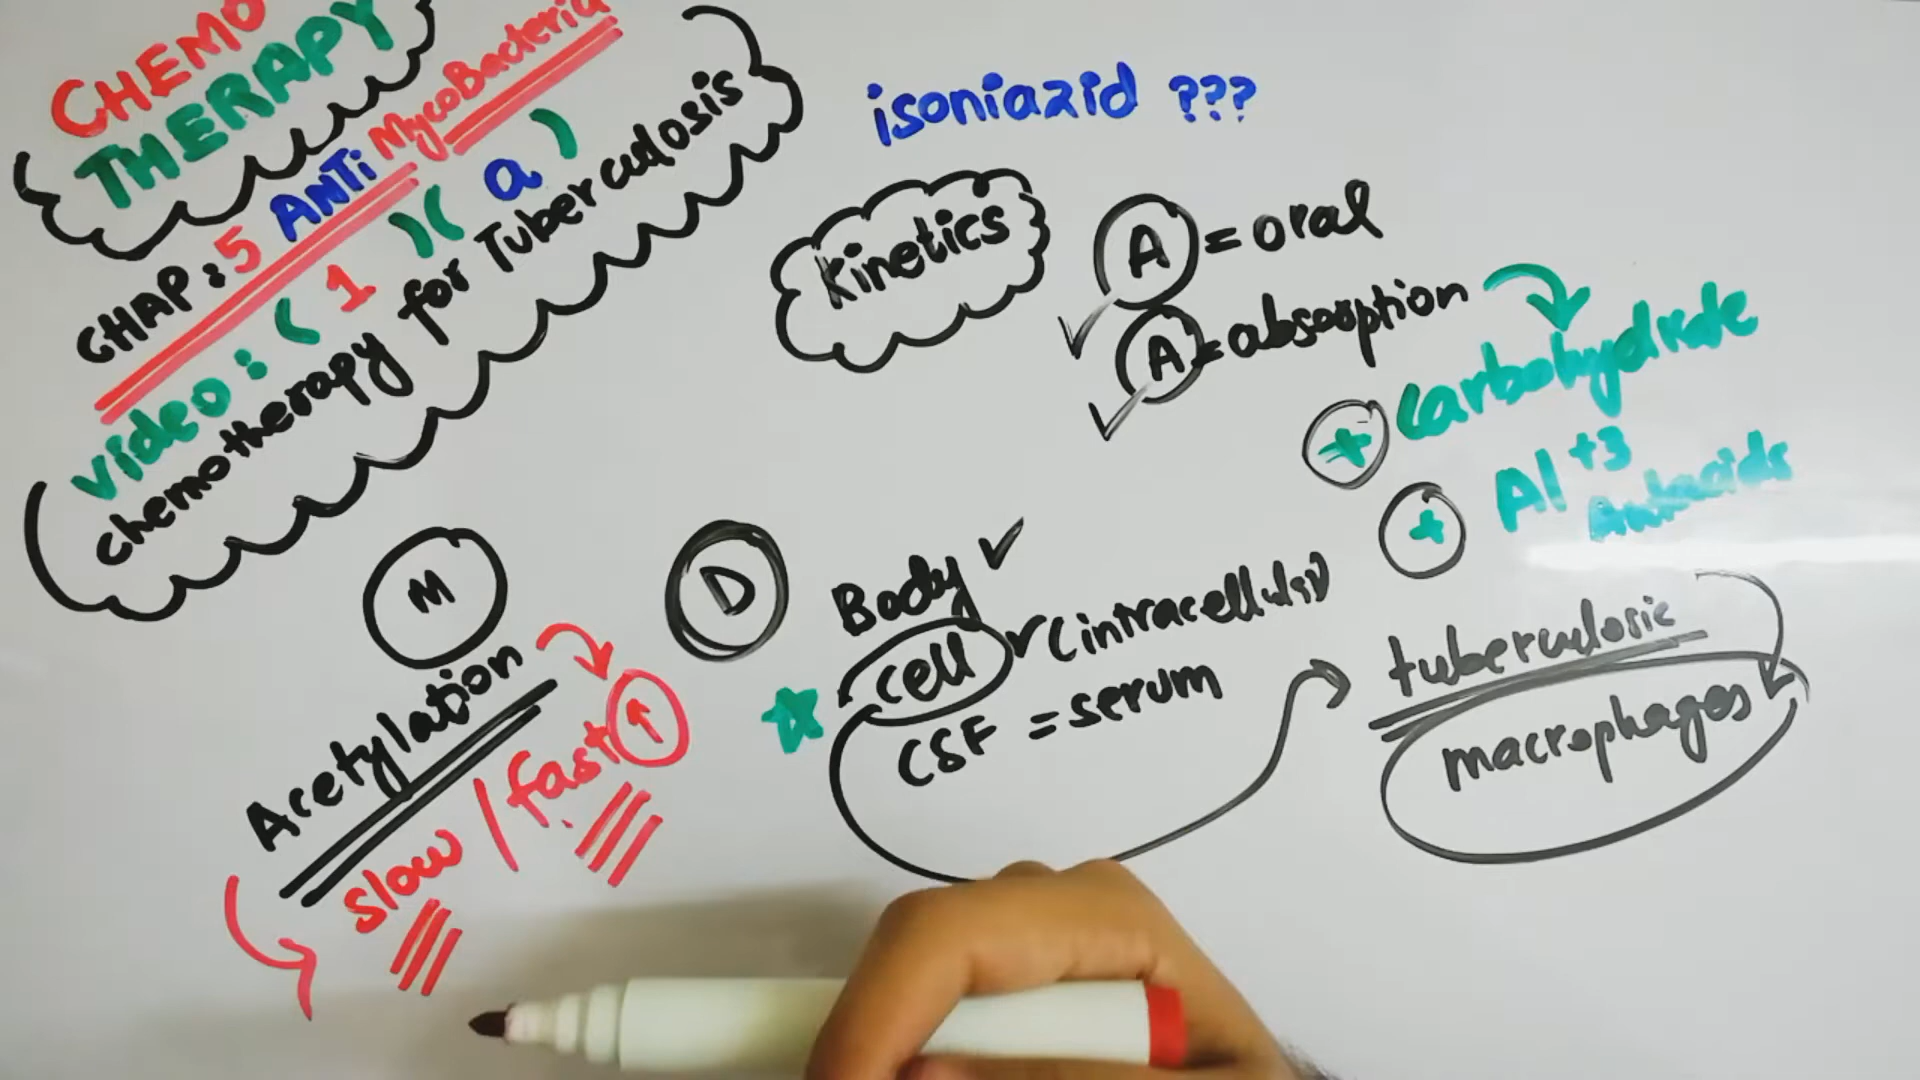 CHEMO
THERAPY
CHAP: 5 ANTi MycoBacteria
Video: (1)(a)
chemotherapy for Tuberculosis
isoniazid ???
Kinetics
A = oral
A = absorption
+ Carbohydrate
+ Al +3
Antacids
M
Acetylation
slow / fast ↑
D
Body ✓
cell ✓ (intracellular)
CSF = serum
tuberculosis
macrophages